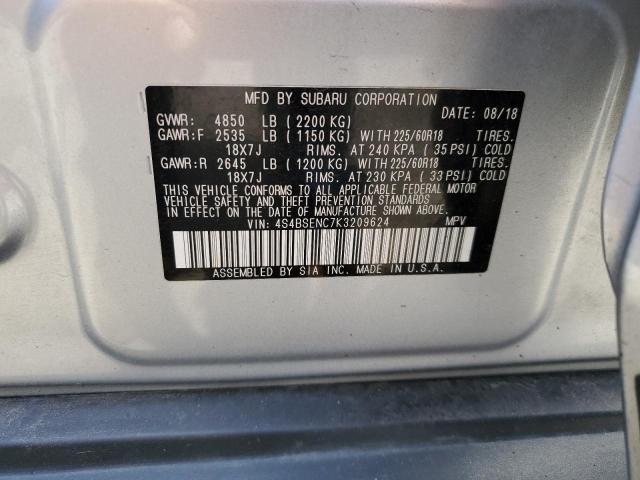 MFD BY SUBARU CORPORATION DATE: 08/18
GVWR: 4850 LB (2200 KG)
GAWR:F 2535 LB (1150 KG) WITH 225/60R18 TIRES.
18X7J RIMS. AT 240 KPA (35 PSI) COLD
GAWR:R 2645 LB (1200 KG) WITH 225/60R18 TIRES.
18X7J RIMS. AT 230 KPA (33 PSI) COLD
THIS VEHICLE CONFORMS TO ALL APPLICABLE FEDERAL MOTOR
VEHICLE SAFETY, BUMPER, AND THEFT PREVENTION STANDARDS
IN EFFECT ON THE DATE OF MANUFACTURE SHOWN ABOVE.
VIN: 4S4BSENC7K3209624 MPV
ASSEMBLED BY SIA INC. MADE IN U.S.A.